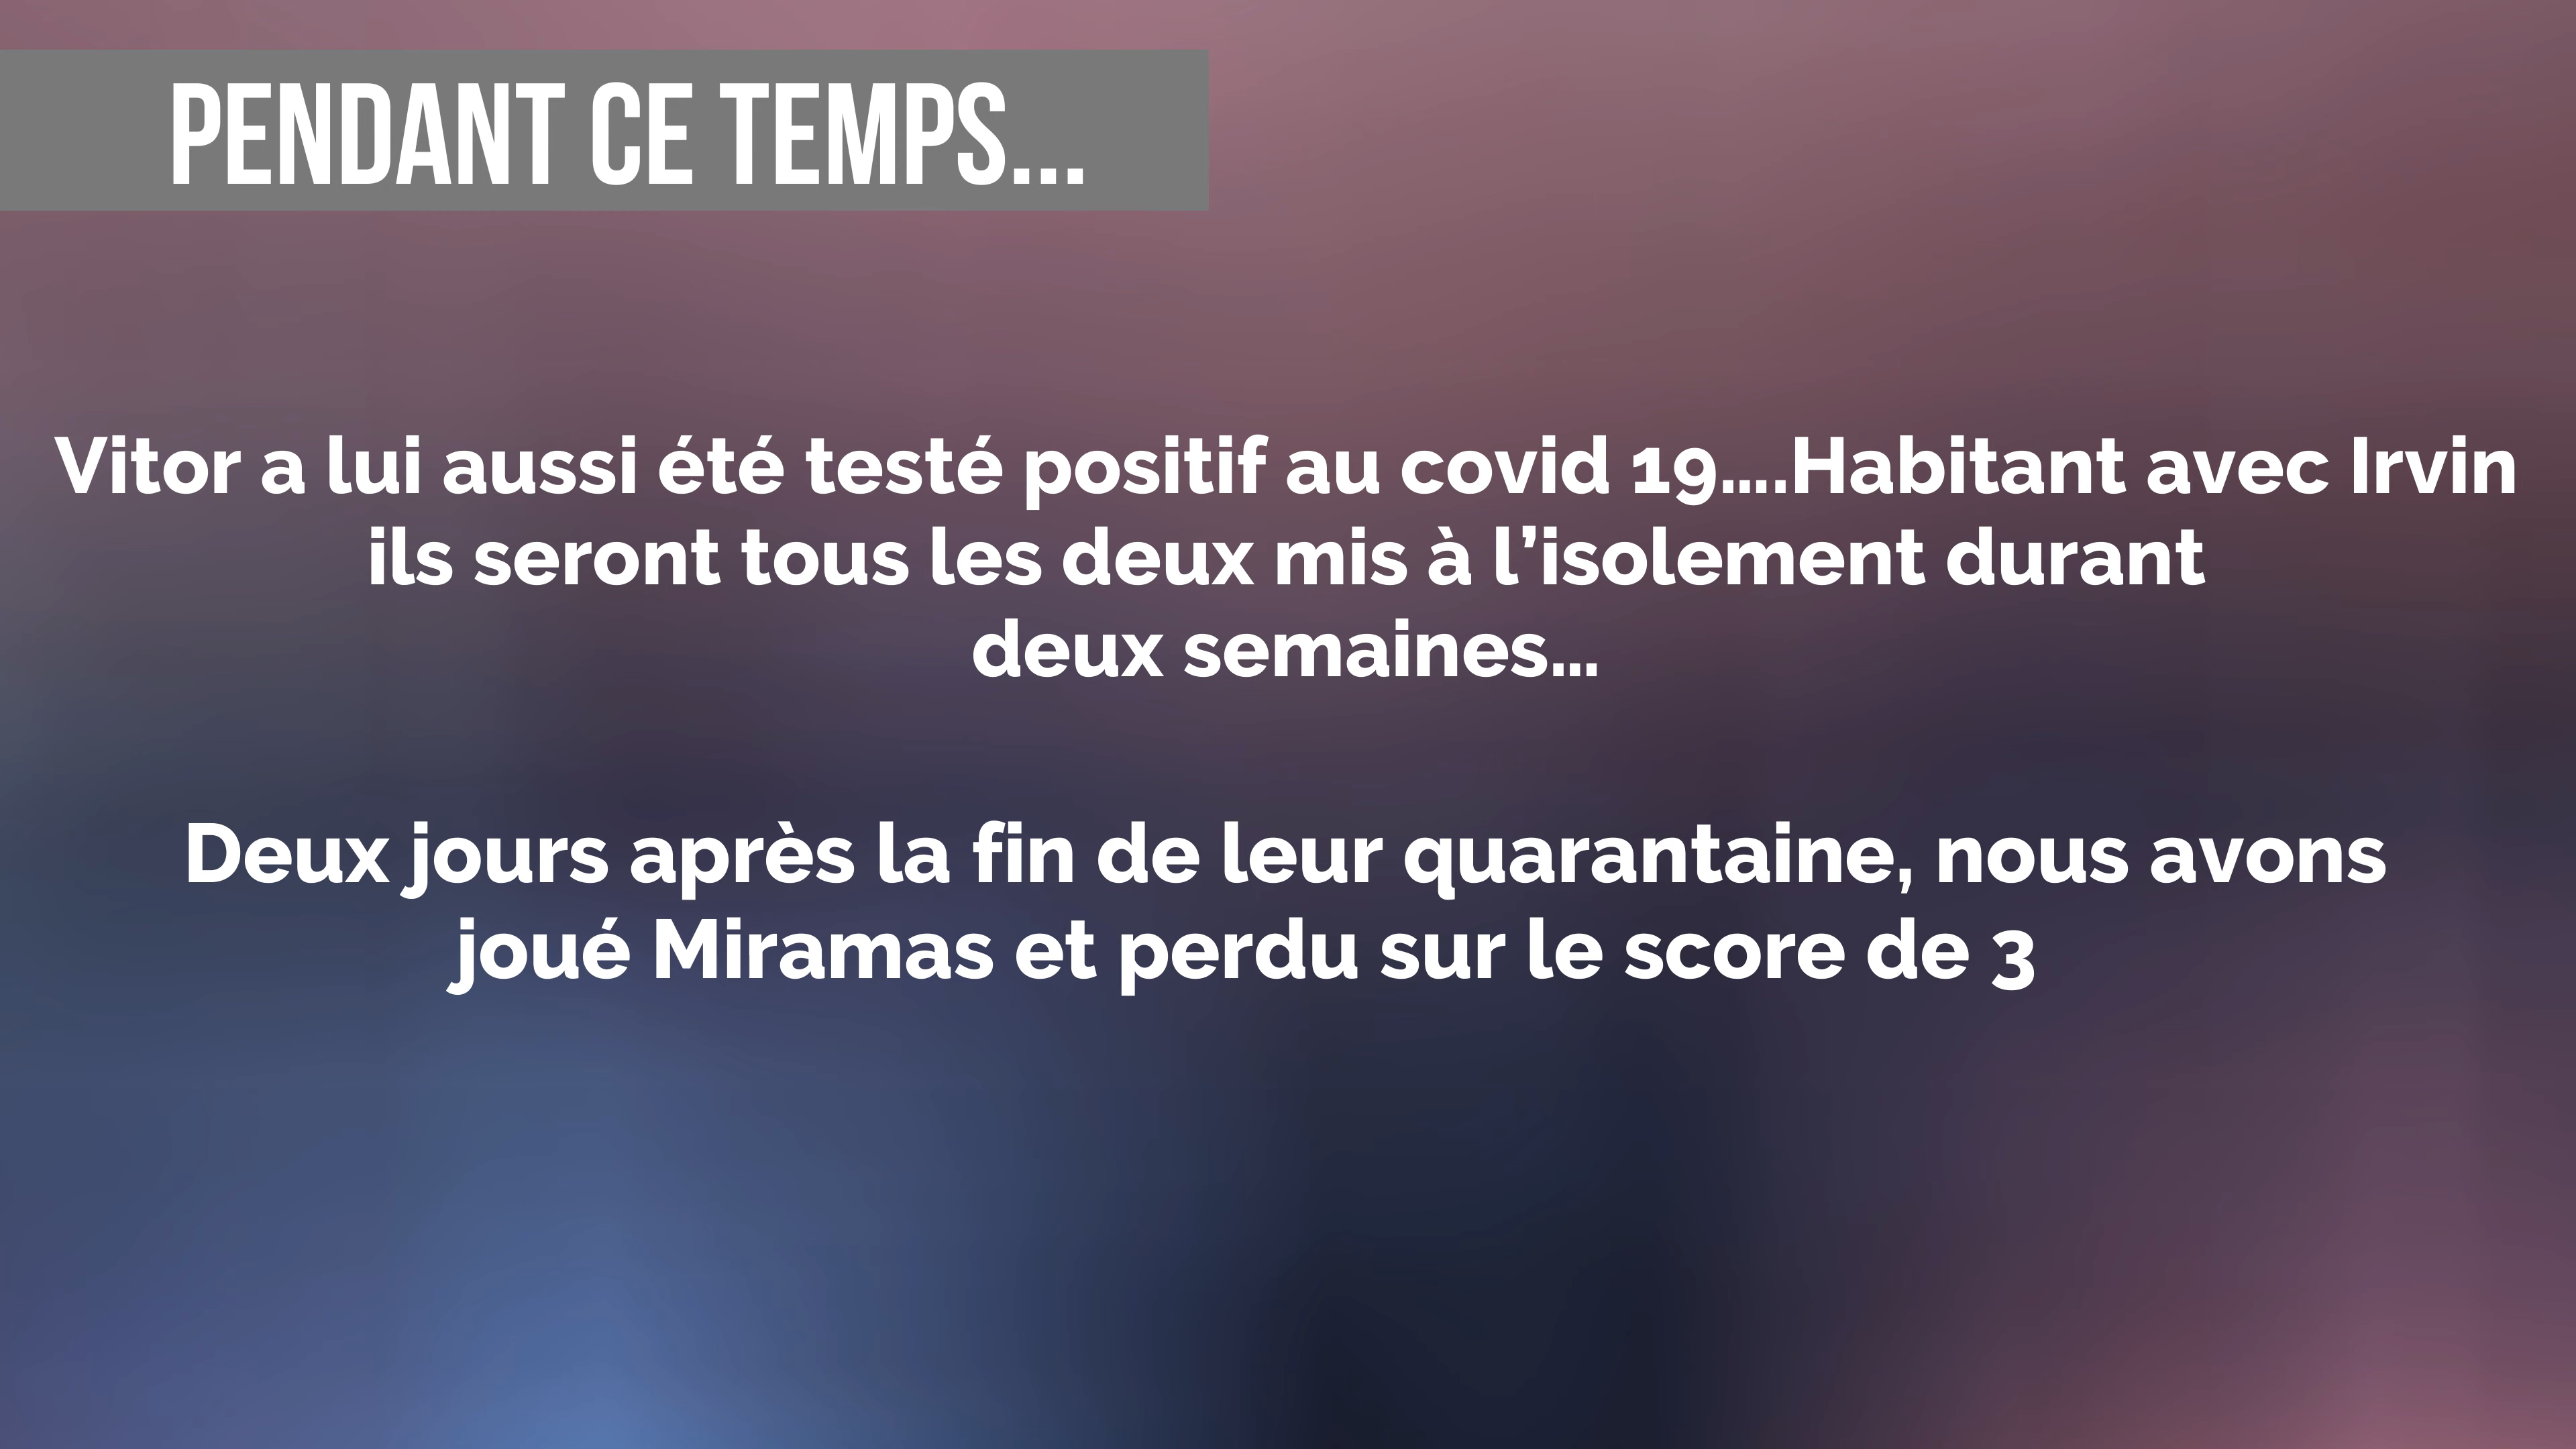 PENDANT CE TEMPS...
Vitor a lui aussi été testé positif au covid 19....Habitant avec Irvin
ils seront tous les deux mis à l’isolement durant
deux semaines...
Deux jours après la fin de leur quarantaine, nous avons
joué Miramas et perdu sur le score de 3